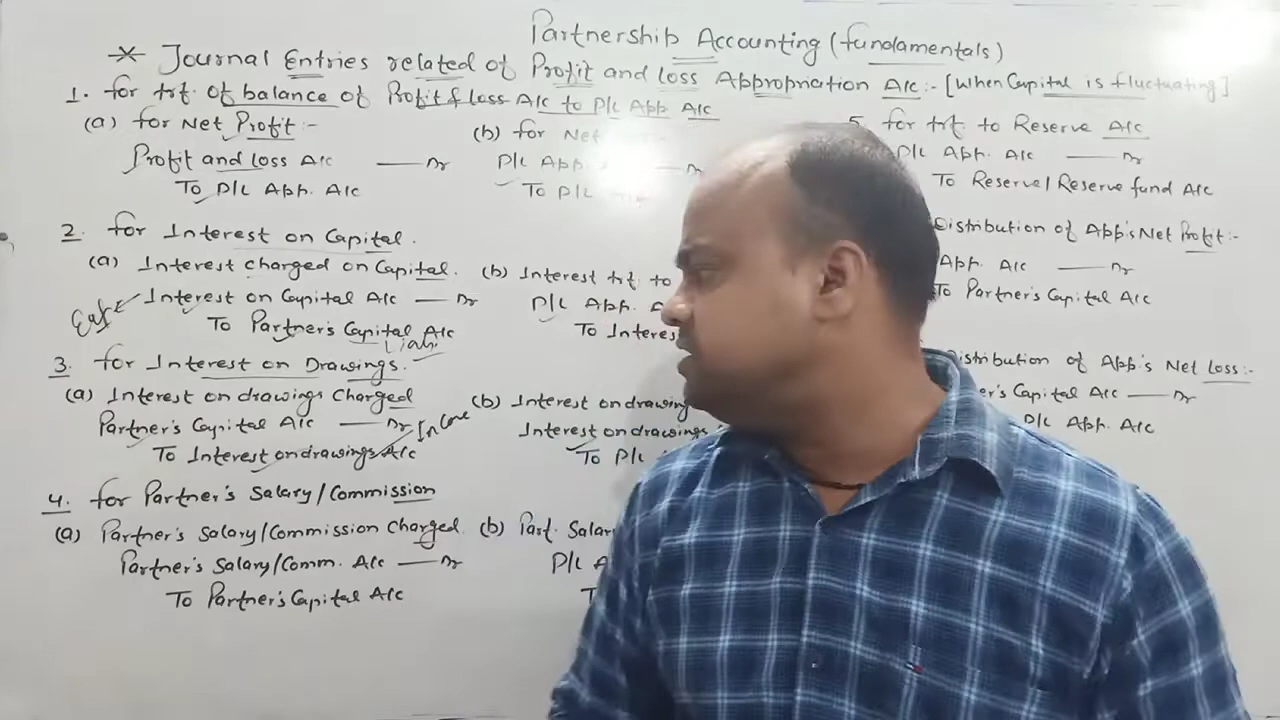 Partnership Accounting (fundamentals)
* Journal Entries related of Profit and loss Appropriation A/c:- [When Capital is fluctuating]
1. for trf. of balance of Profit & loss A/c to P/L App A/c
(a) for Net Profit:-
Profit and loss A/c —— Dr
To P/L App. A/c
(b) for Net
P/L App.
To P/L
2. for Interest on Capital.
(a) Interest charged on Capital.
Interest on Capital A/c — Dr
To Partner's Capital A/c
(b) Interest trf. to
P/L App.
To Interes
3. for Interest on Drawings.
(a) Interest on drawings Charged
Partner's Capital A/c —— Dr
To Interest on drawings A/c
Income
(b) Interest on drawing
Interest on drawings
To P/L
4. for Partner's Salary/Commission
(a) Partner's Salary/Commission Charged.
Partner's Salary/Comm. A/c —— Dr
To Partner's Capital A/c
(b) Part. Salar
P/L A
5. for trf. to Reserve A/c
P/L App. A/c —— Dr
To Reserve/Reserve fund A/c
Distribution of App's Net Profit:-
App. A/c —— Dr
To Partner's Capital A/c
istribution of App's Net Loss:-
er's Capital A/c —— Dr
P/L App. A/c